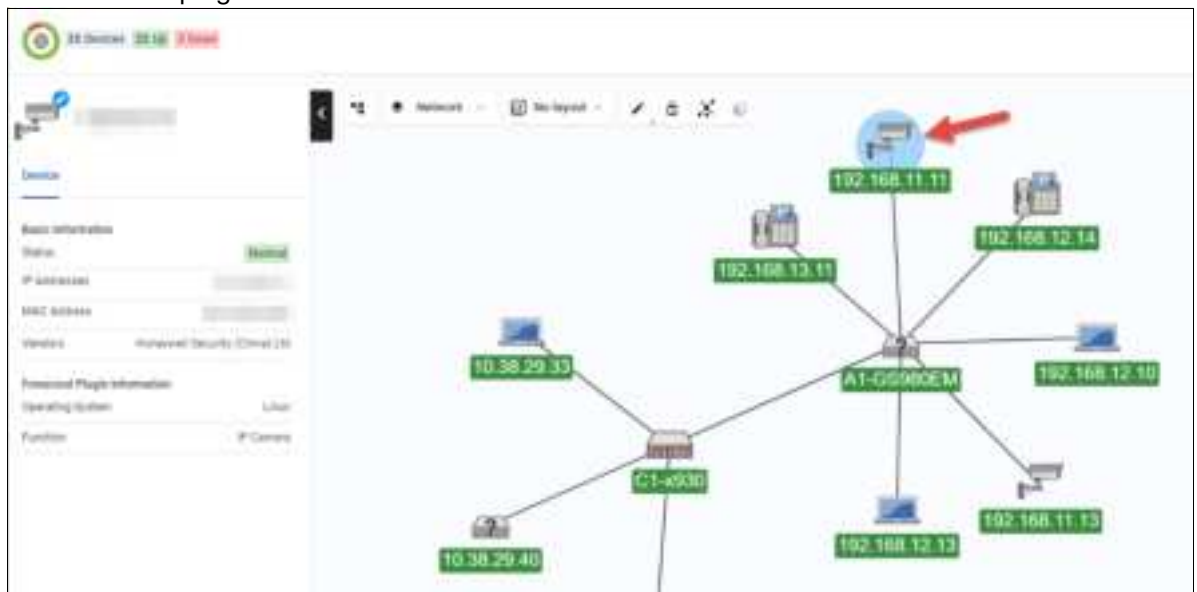 Network
No layout
192.168.11.11
192.168.12.14
192.168.13.11
Device
Basic Information
Status Normal
IP Addresses
MAC Address
Vendors Honeywell Security (China) Ltd
10.38.29.33
A1-GS980EM
192.168.12.10
Forescout Plugin Information
Operating System Linux
Function IP Camera
C1-x930
192.168.11.13
192.168.12.13
10.38.29.40